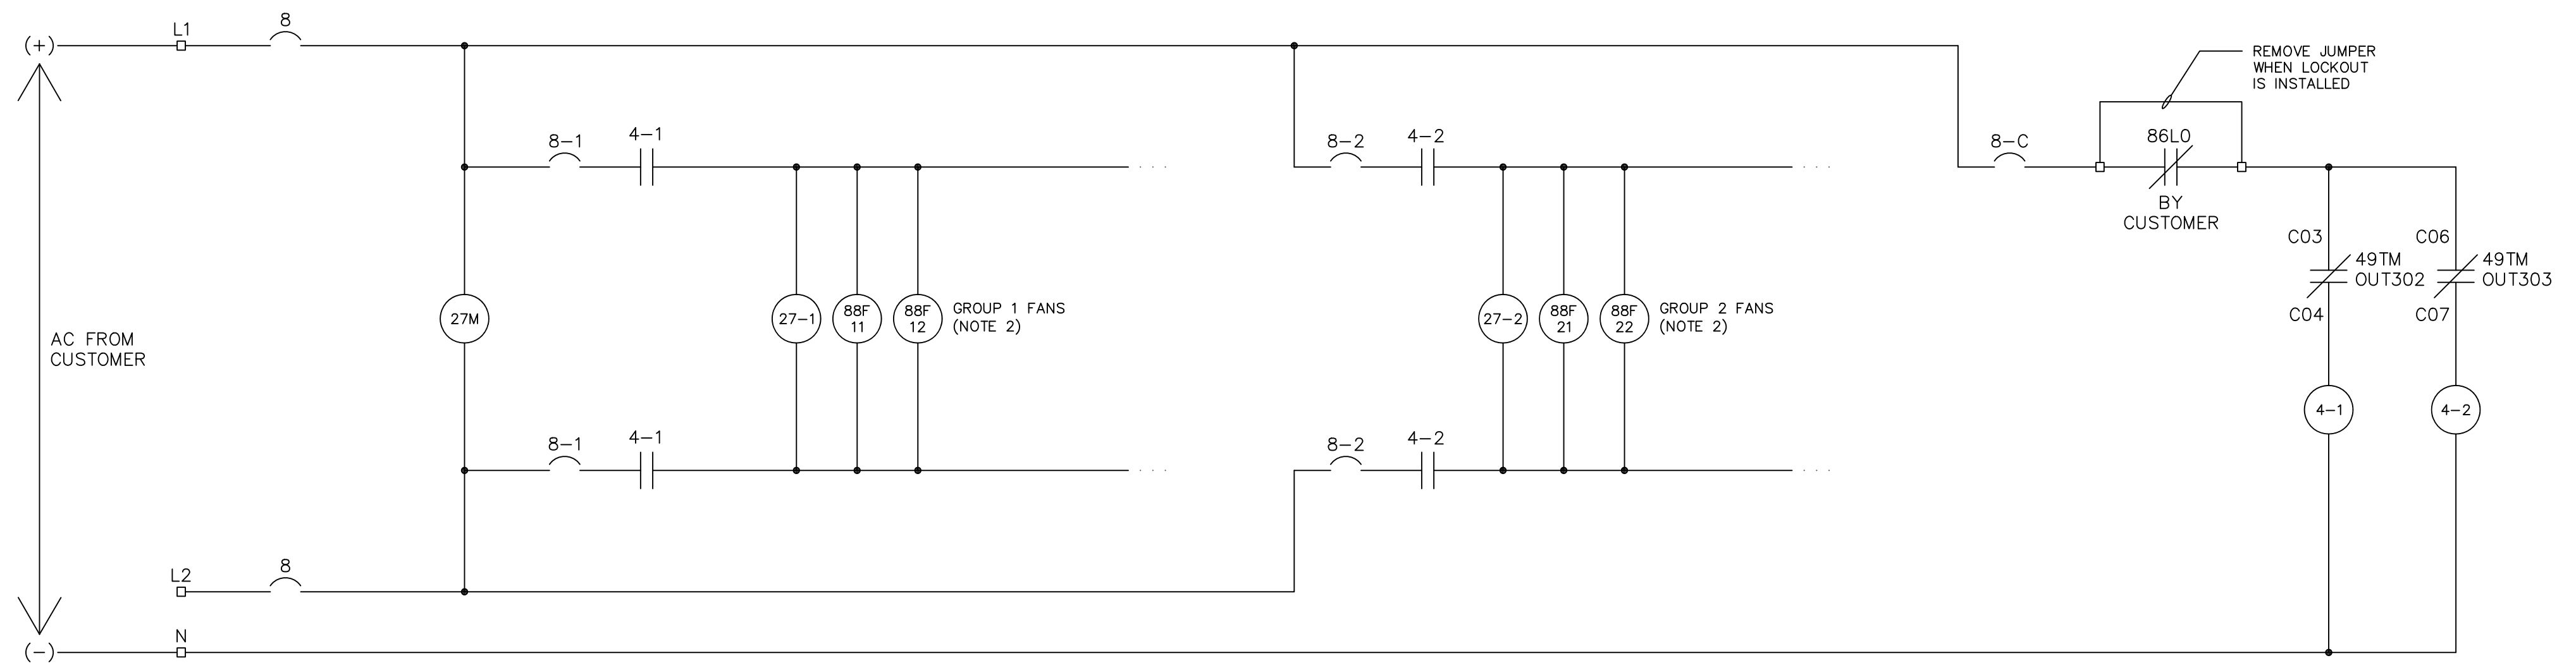 (+)
L1
8
REMOVE JUMPER
WHEN LOCKOUT
IS INSTALLED
8-1
4-1
8-2
4-2
8-C
86LO
BY
CUSTOMER
C03
49TM
OUT302
C04
C06
49TM
OUT303
C07
27M
27-1
88F
11
88F
12
GROUP 1 FANS
(NOTE 2)
27-2
88F
21
88F
22
GROUP 2 FANS
(NOTE 2)
AC FROM
CUSTOMER
4-1
4-2
8-1
4-1
8-2
4-2
L2
8
N
(-)